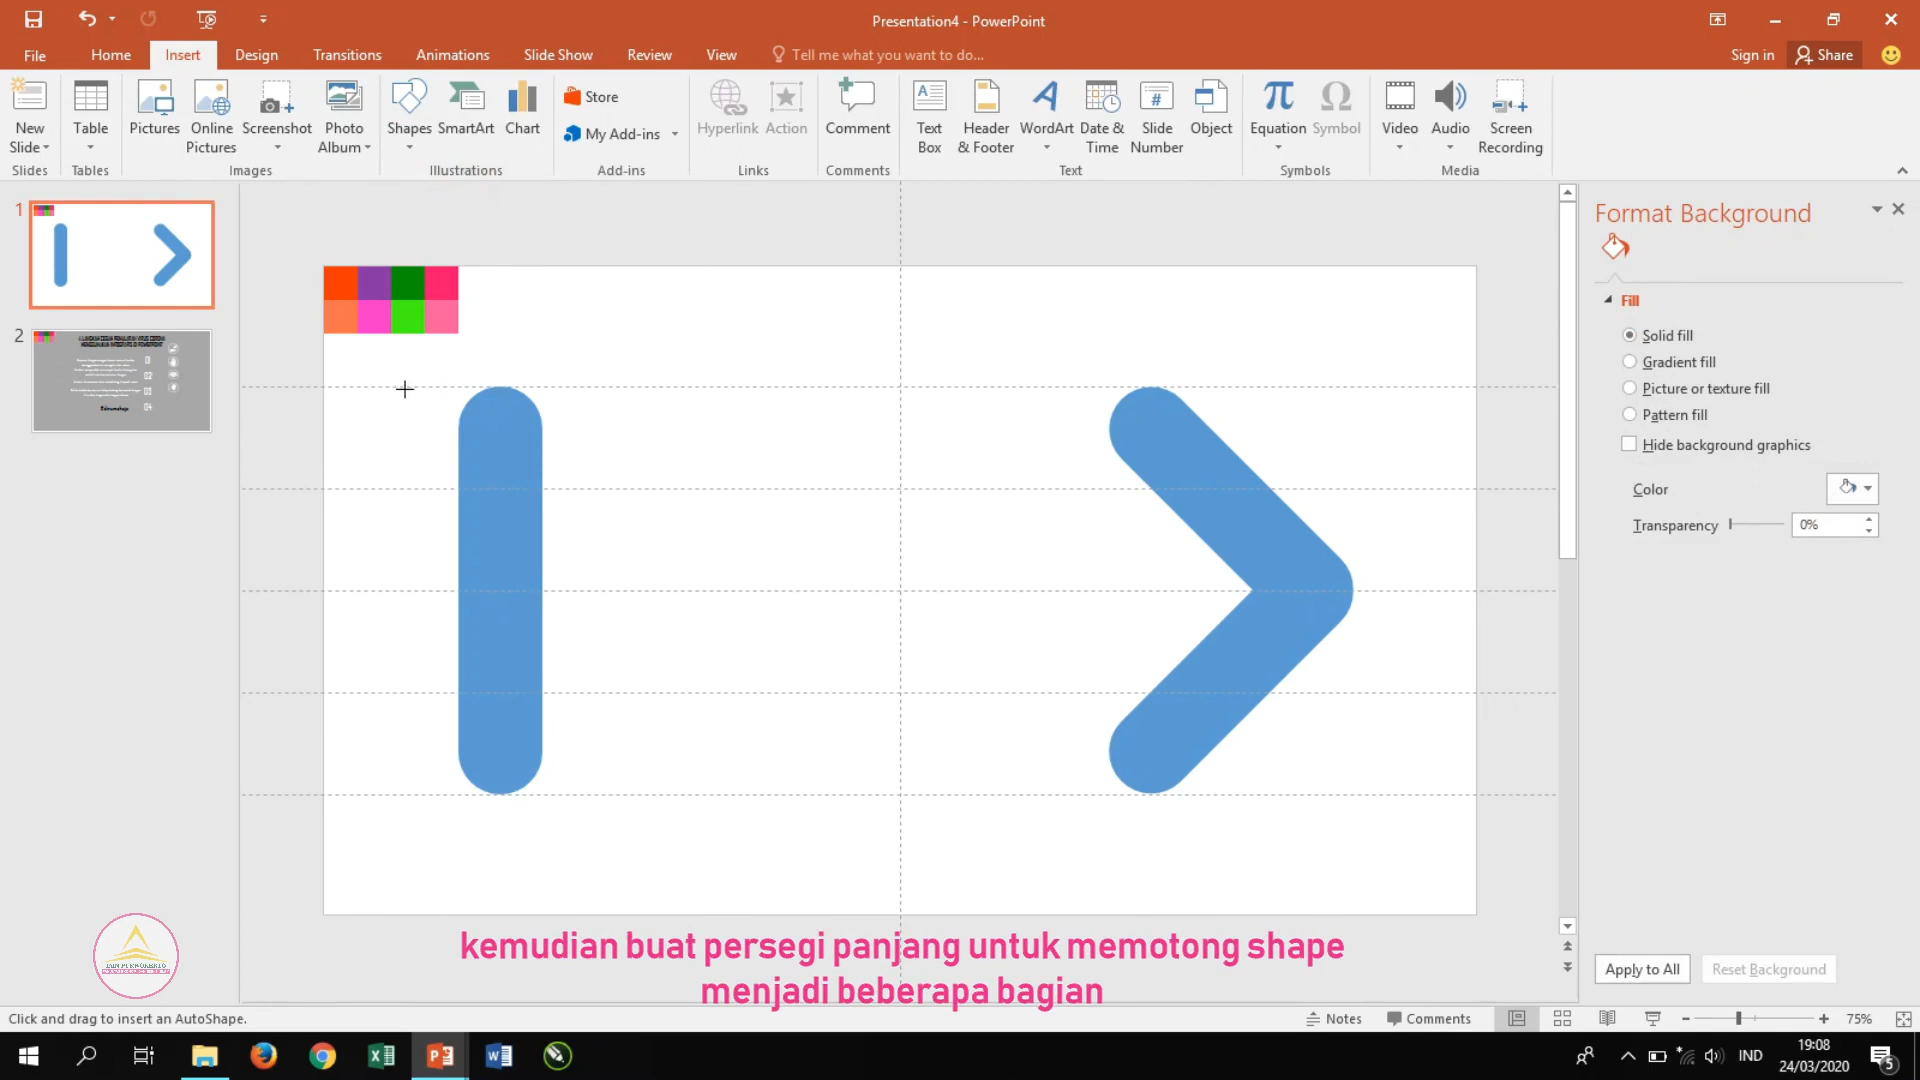 Presentation4 - PowerPoint
File Home Insert Design Transitions Animations Slide Show Review View Tell me what you want to do... Sign in Share
New Slide
Table
Pictures
Online Pictures
Screenshot
Photo Album
Shapes
SmartArt
Chart
Store
My Add-ins
Hyperlink
Action
Comment
Text Box
Header & Footer
WordArt
Date & Time
Slide Number
Object
Equation
Symbol
Video
Audio
Screen Recording
Slides Tables Images Illustrations Add-ins Links Comments Text Symbols Media
1
2
Format Background
Fill
Solid fill
Gradient fill
Picture or texture fill
Pattern fill
Hide background graphics
Color
Transparency 0%
Apply to All Reset Background
kemudian buat persegi panjang untuk memotong shape
menjadi beberapa bagian
IAIN PURWOKERTO
Click and drag to insert an AutoShape.
Notes Comments 75%
IND
19:08
24/03/2020
5